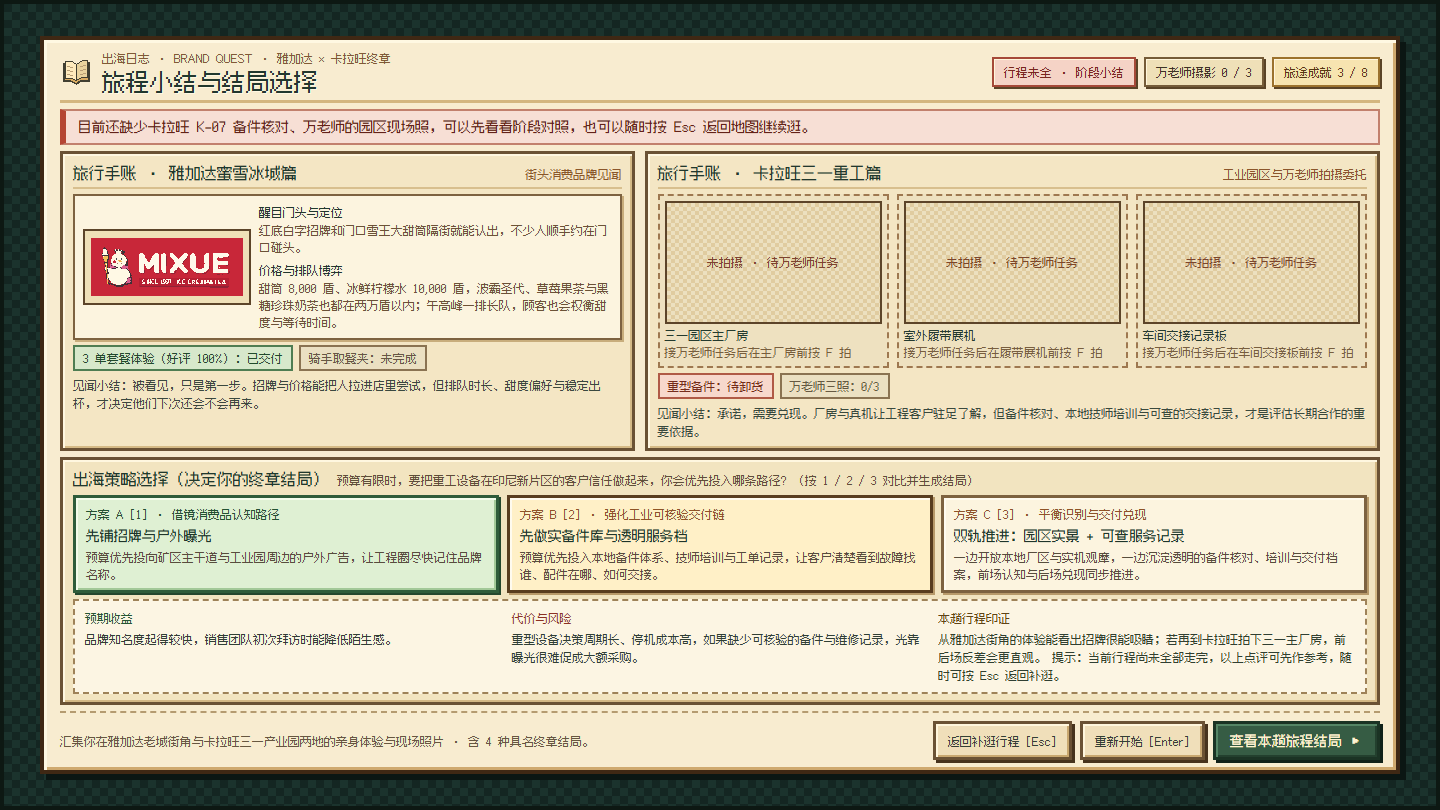 出海日志 · BRAND QUEST · 雅加达 × 卡拉旺终章
旅程小结与结局选择
行程未全 · 阶段小结
万老师摄影 0 / 3
旅途成就 3 / 8
目前还缺少卡拉旺 K-07 备件核对、万老师的园区现场照，可以先看看阶段对照，也可以随时按 Esc 返回地图继续逛。
旅行手账 · 雅加达蜜雪冰城篇
街头消费品牌见闻
MIXUE
醒目门头与定位
红底白字招牌和门口雪王大甜筒隔街就能认出，不少人顺手约在门
口碰头。
价格与排队博弈
甜筒 8,000 盾、冰鲜柠檬水 10,000 盾，波霸圣代、草莓果茶与黑
糖珍珠奶茶也都在两万盾以内；午高峰一排长队，顾客也会权衡甜
度与等待时间。
3 单套餐体验（好评 100%）：已交付
骑手取餐夹：未完成
见闻小结：被看见，只是第一步。招牌与价格能把人拉进店里尝试，但排队时长、甜度偏好与稳定出
杯，才决定他们下次还会不会再来。
旅行手账 · 卡拉旺三一重工篇
工业园区与万老师拍摄委托
未拍摄 · 待万老师任务
未拍摄 · 待万老师任务
未拍摄 · 待万老师任务
三一园区主厂房
接万老师任务后在主厂房前按 F 拍
室外履带展机
接万老师任务后在履带展机前按 F 拍
车间交接记录板
接万老师任务后在车间交接板前按 F 拍
重型备件：待卸货
万老师三照：0/3
见闻小结：承诺，需要兑现。厂房与真机让工程客户驻足了解，但备件核对、本地技师培训与可查的交接记录，才是评估长期合作的重
要依据。
出海策略选择（决定你的终章结局）
预算有限时，要把重工设备在印尼新片区的客户信任做起来，你会优先投入哪条路径？（按 1 / 2 / 3 对比并生成结局）
方案 A [1] · 借镜消费品认知路径
先铺招牌与户外曝光
预算优先投向矿区主干道与工业园周边的户外广告，让工程圈尽快记住品牌
名称。
方案 B [2] · 强化工业可核验交付链
先做实备件库与透明服务档
预算优先投入本地备件体系、技师培训与工单记录，让客户清楚看到故障找
谁、配件在哪、如何交接。
方案 C [3] · 平衡识别与交付兑现
双轨推进：园区实景 + 可查服务记录
一边开放本地厂区与实机观摩，一边沉淀透明的备件核对、培训与交付档
案，前场认知与后场兑现同步推进。
预期收益
品牌知名度起得较快，销售团队初次拜访时能降低陌生感。
代价与风险
重型设备决策周期长、停机成本高，如果缺少可核验的备件与维修记录，光靠
曝光很难促成大额采购。
本趟行程印证
从雅加达街角的体验能看出招牌很能吸睛；若再到卡拉旺拍下三一主厂房，前
后场反差会更直观。 提示：当前行程尚未全部走完，以上点评可先作参考，随
时可按 Esc 返回补逛。
汇集你在雅加达老城街角与卡拉旺三一产业园两地的亲身体验与现场照片 · 含 4 种具名终章结局。
返回补逛行程 [Esc]
重新开始 [Enter]
查看本趟旅程结局 ▶